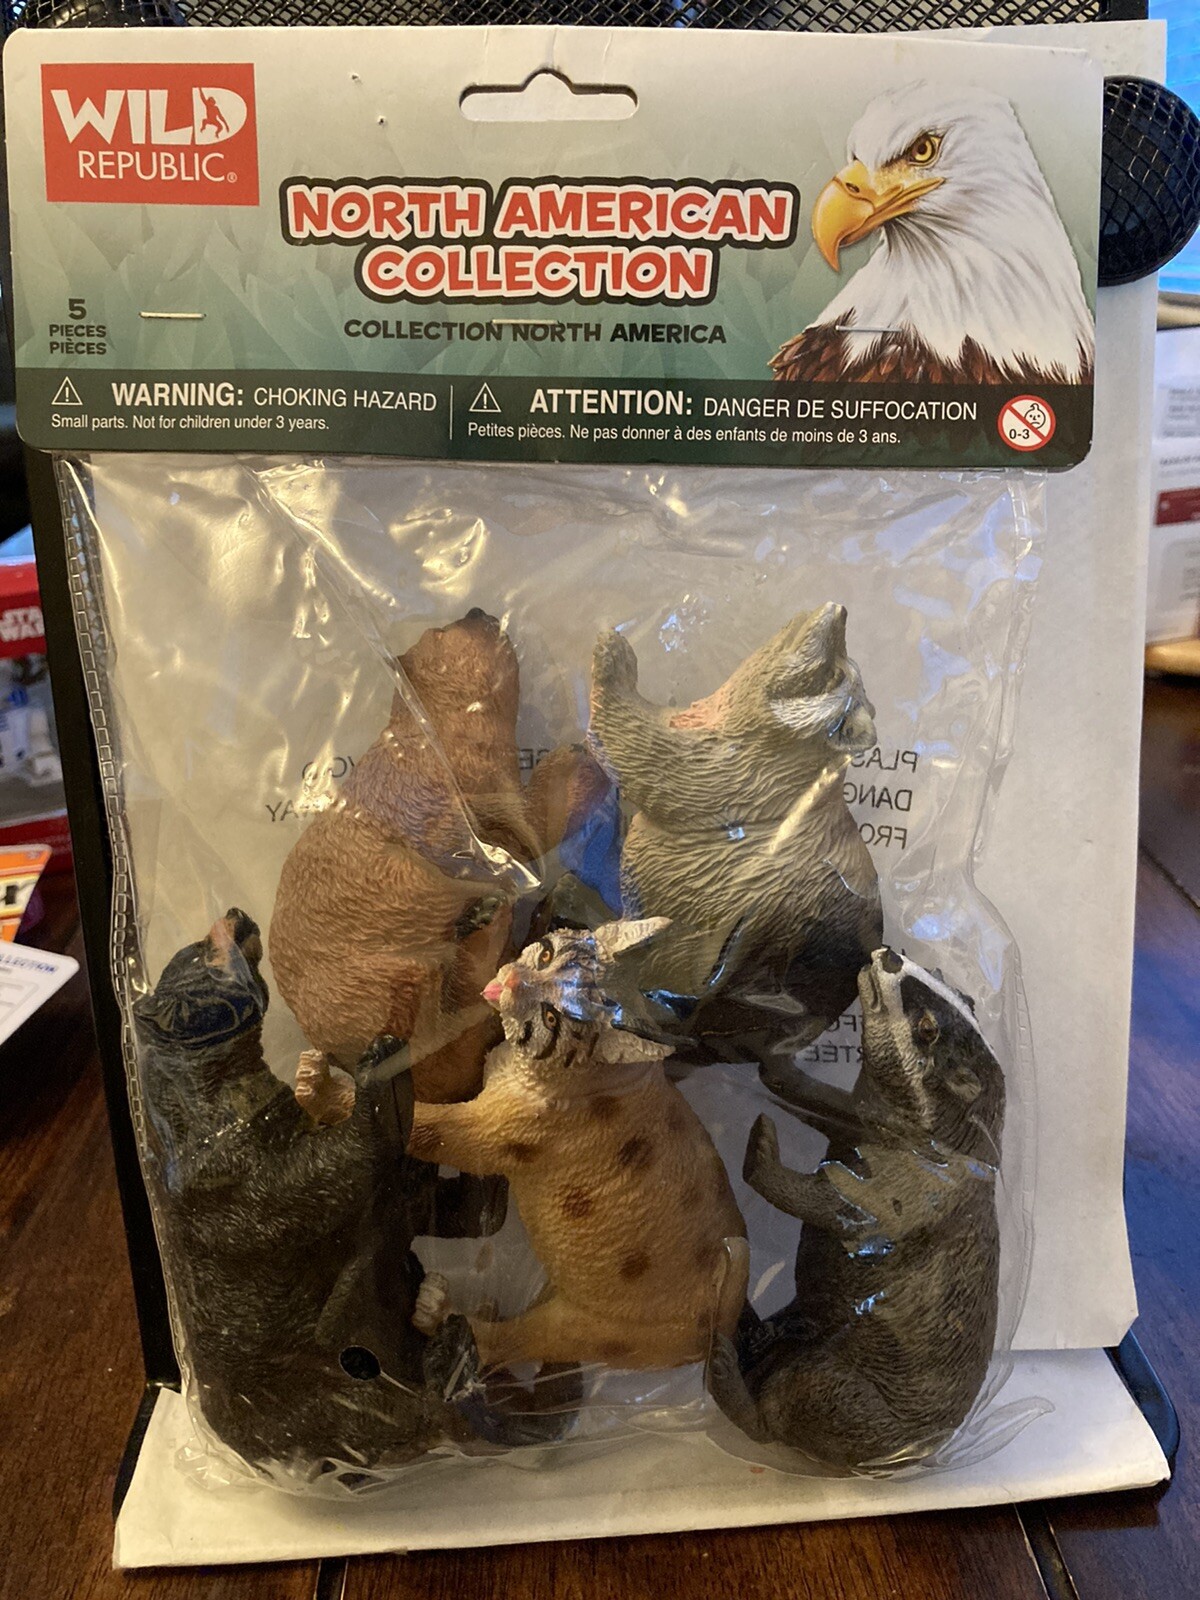 WILD
REPUBLIC®
NORTH AMERICAN
COLLECTION
COLLECTION NORTH AMERICA
5
PIECES
PIÈCES
WARNING: CHOKING HAZARD
Small parts. Not for children under 3 years.
ATTENTION: DANGER DE SUFFOCATION
Petites pièces. Ne pas donner à des enfants de moins de 3 ans.
0-3
STAR
WARS